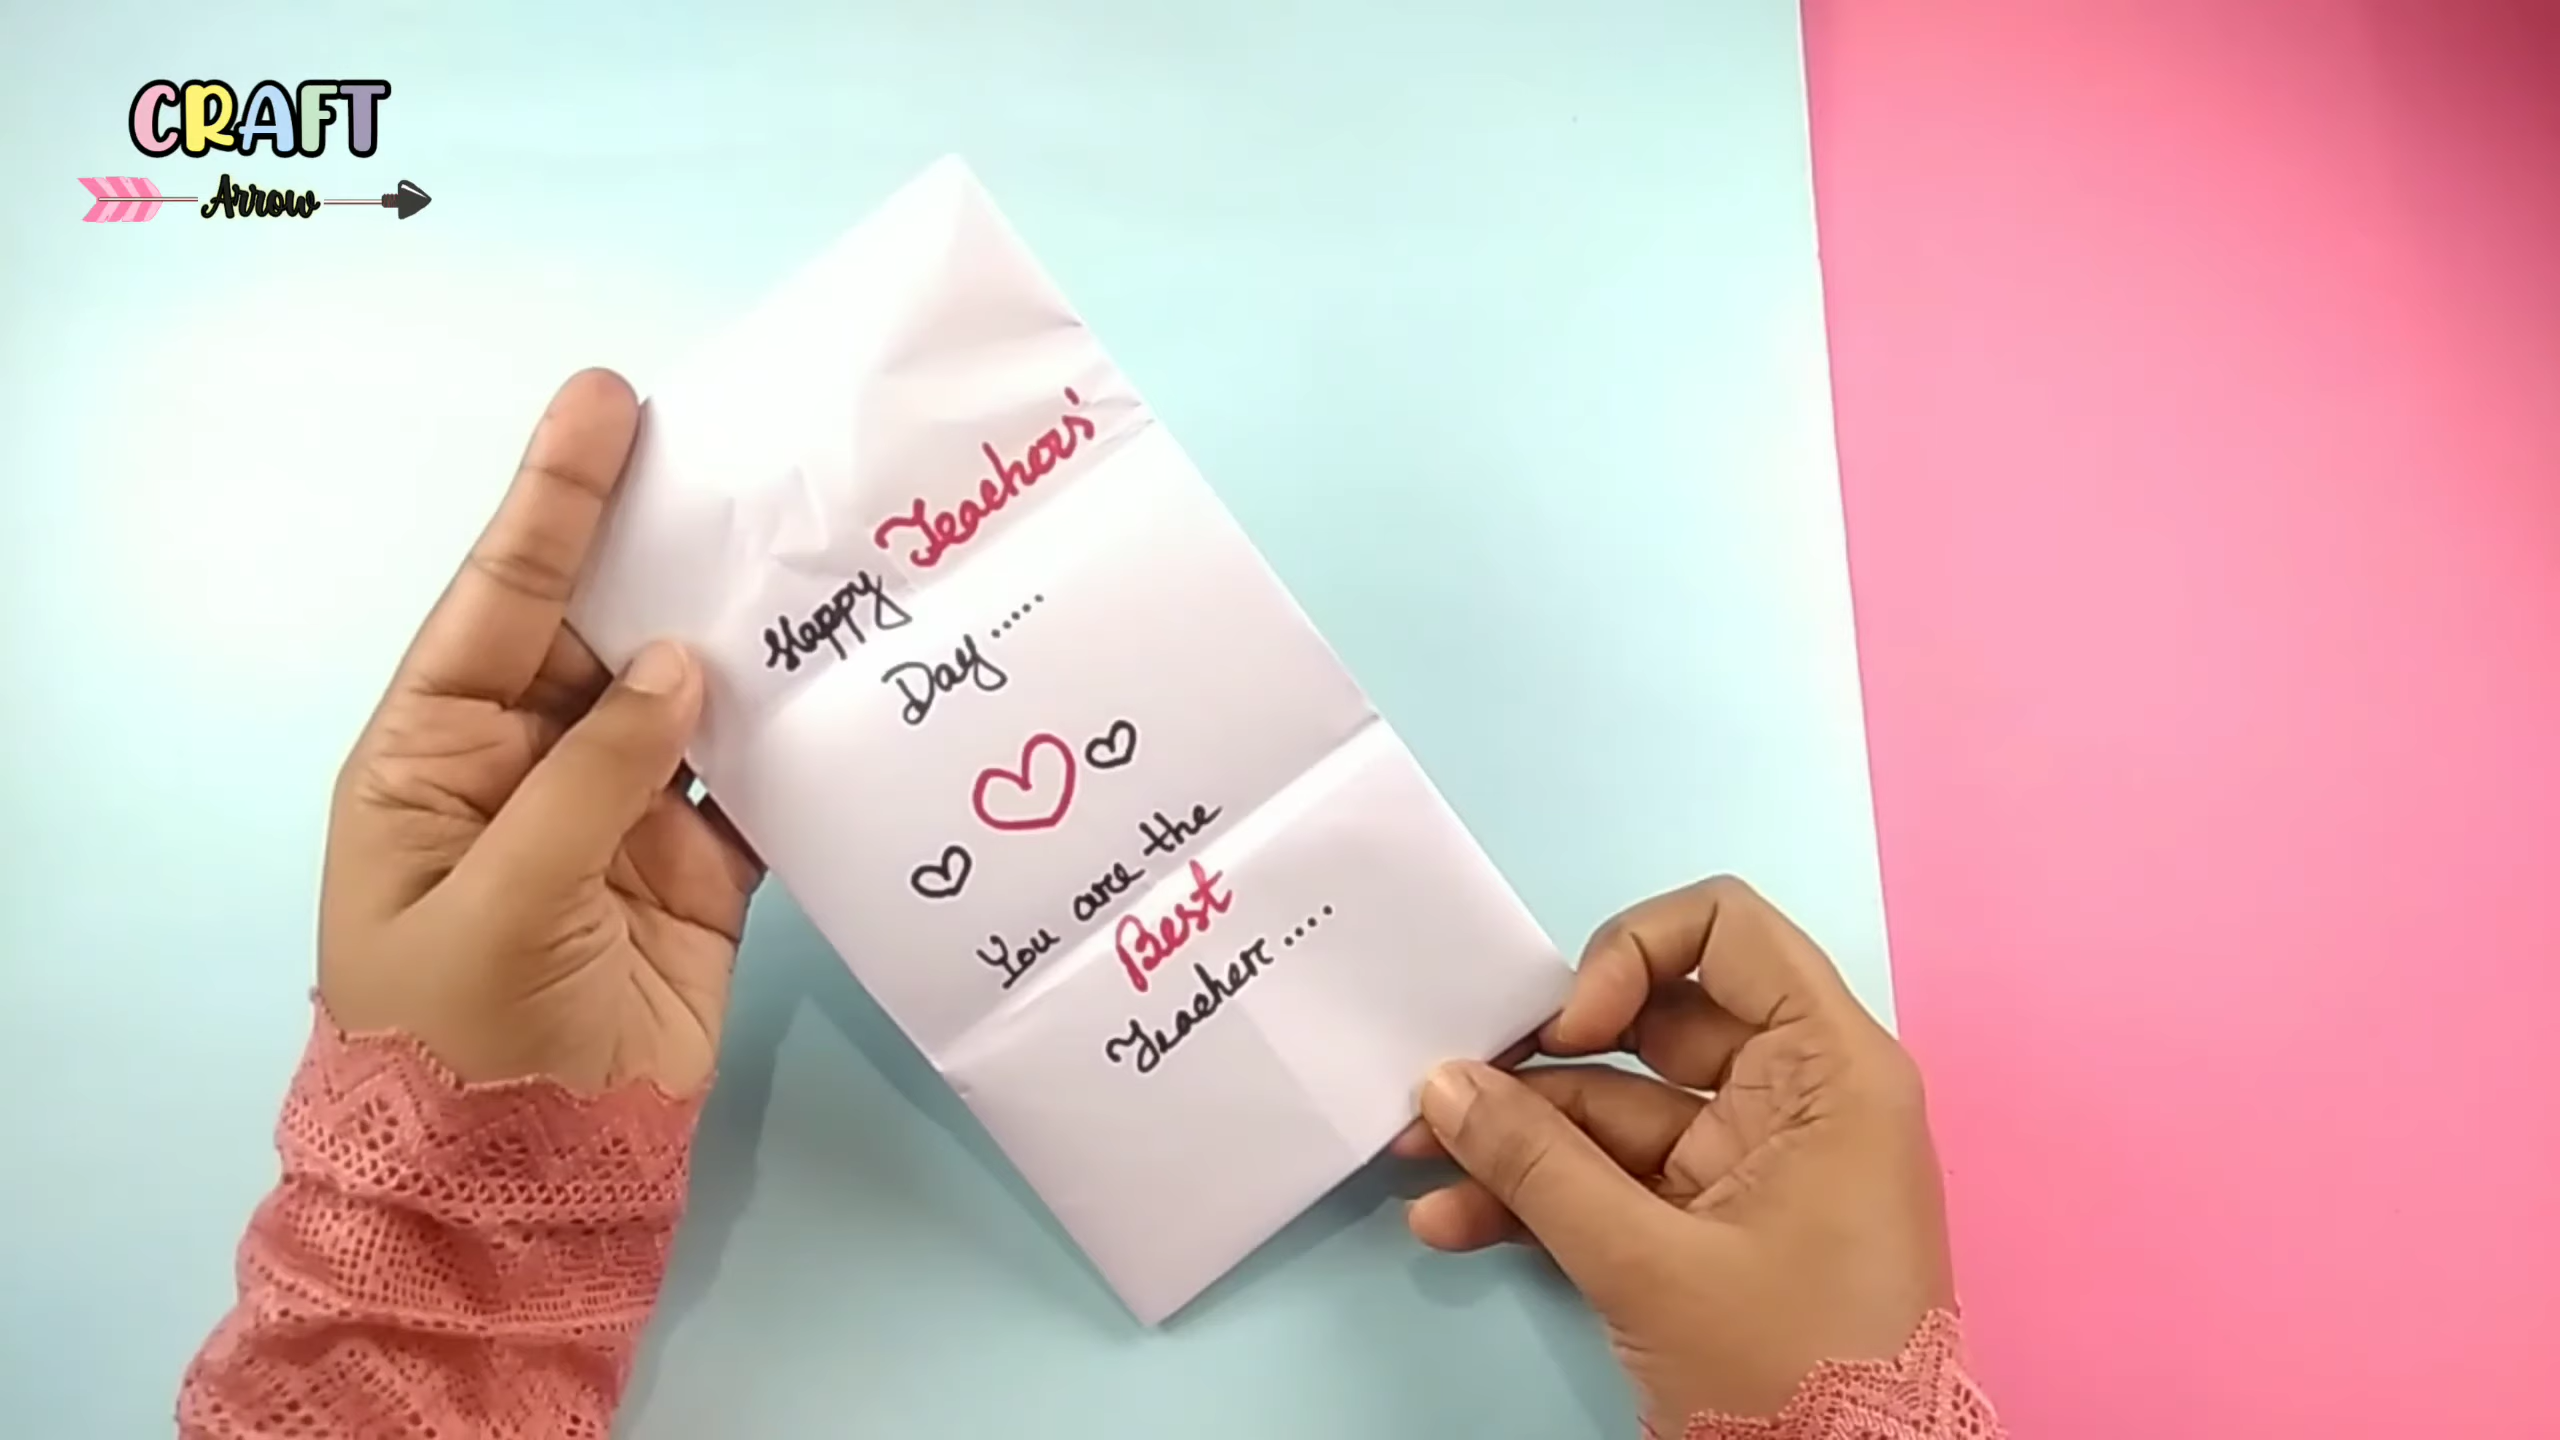 CRAFT
Arrow
Happy Teachers'
Day.....
You are the
Best
Teacher....